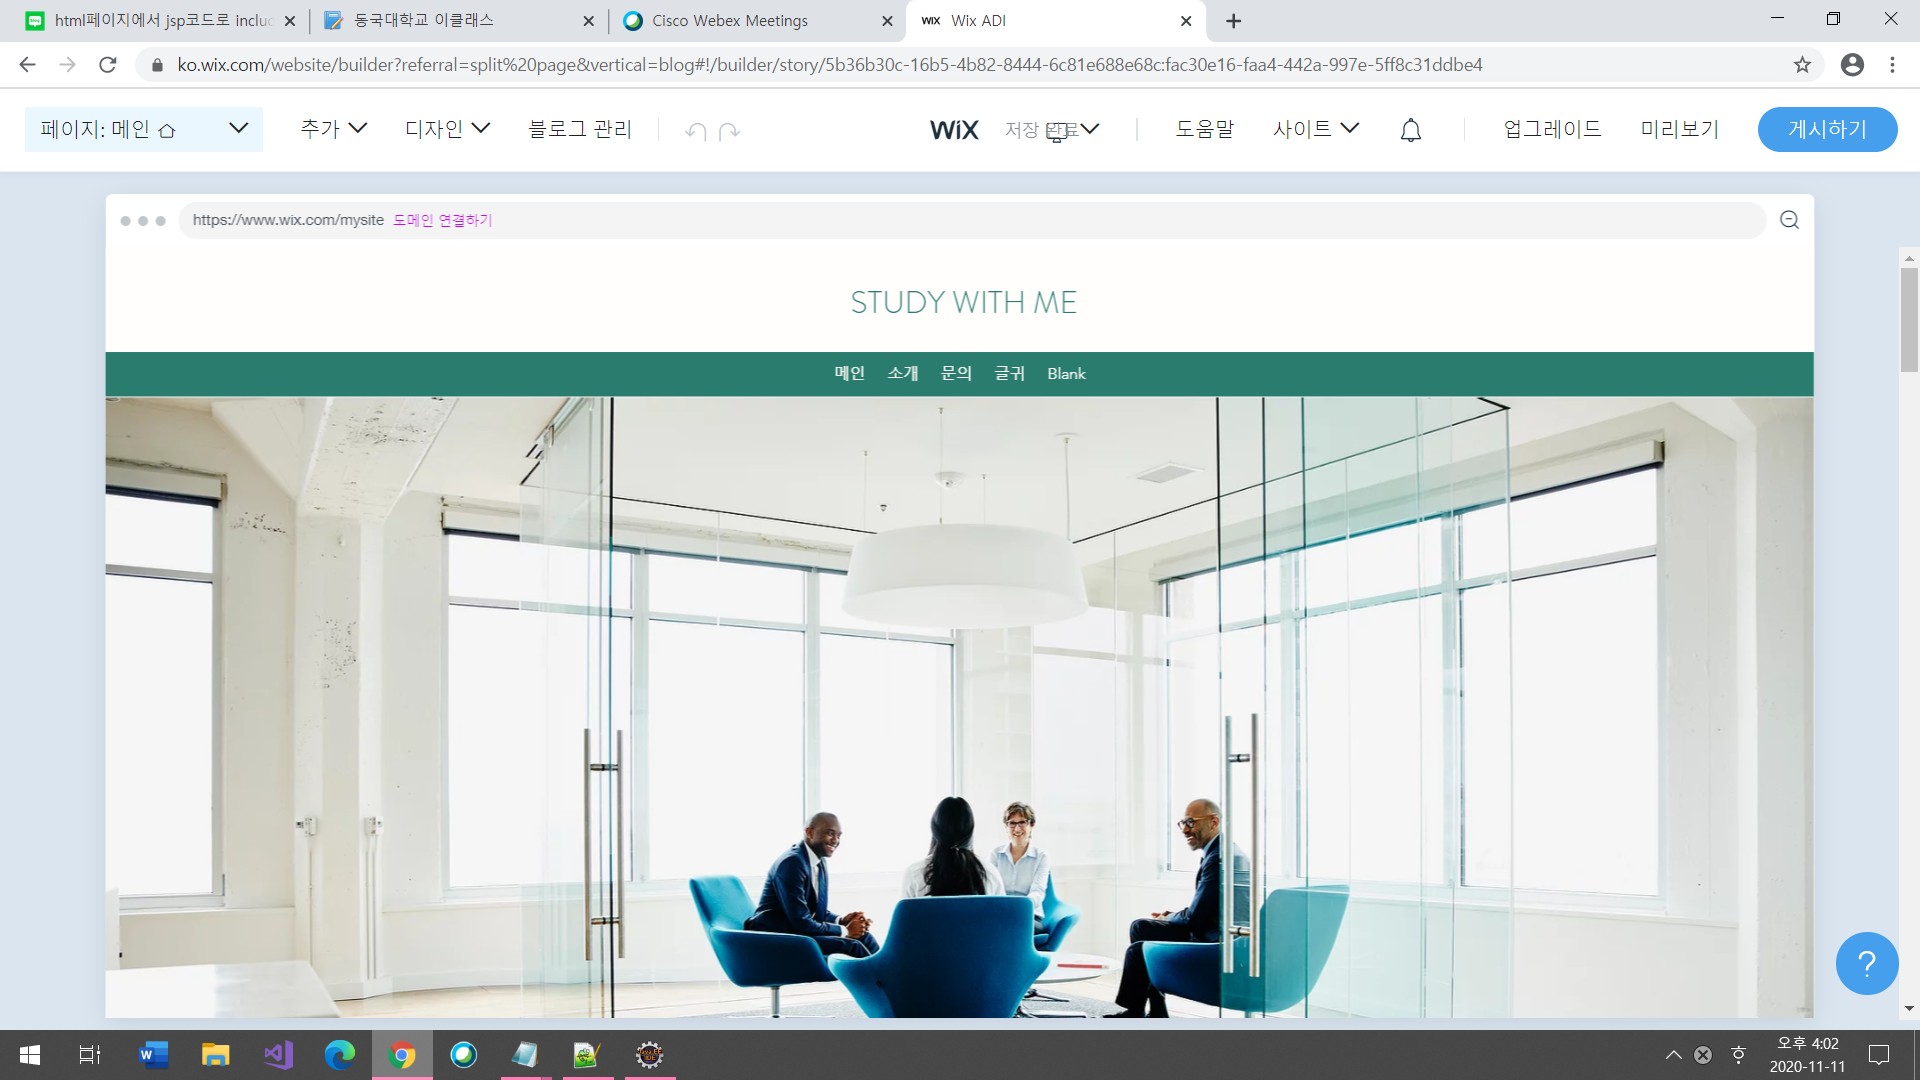 html페이지에서 jsp코드로 inclu
동국대학교 이클래스
Cisco Webex Meetings
WIX Wix ADI
ko.wix.com/website/builder?referral=split%20page&vertical=blog#!/builder/story/5b36b30c-16b5-4b82-8444-6c81e688e68c:fac30e16-faa4-442a-997e-5ff8c31ddbe4
페이지: 메인
추가
디자인
블로그 관리
WiX
저장 완료
도움말
사이트
업그레이드
미리보기
게시하기
https://www.wix.com/mysite 도메인 연결하기
STUDY WITH ME
메인 소개 문의 글귀 Blank
?
오후 4:02
2020-11-11